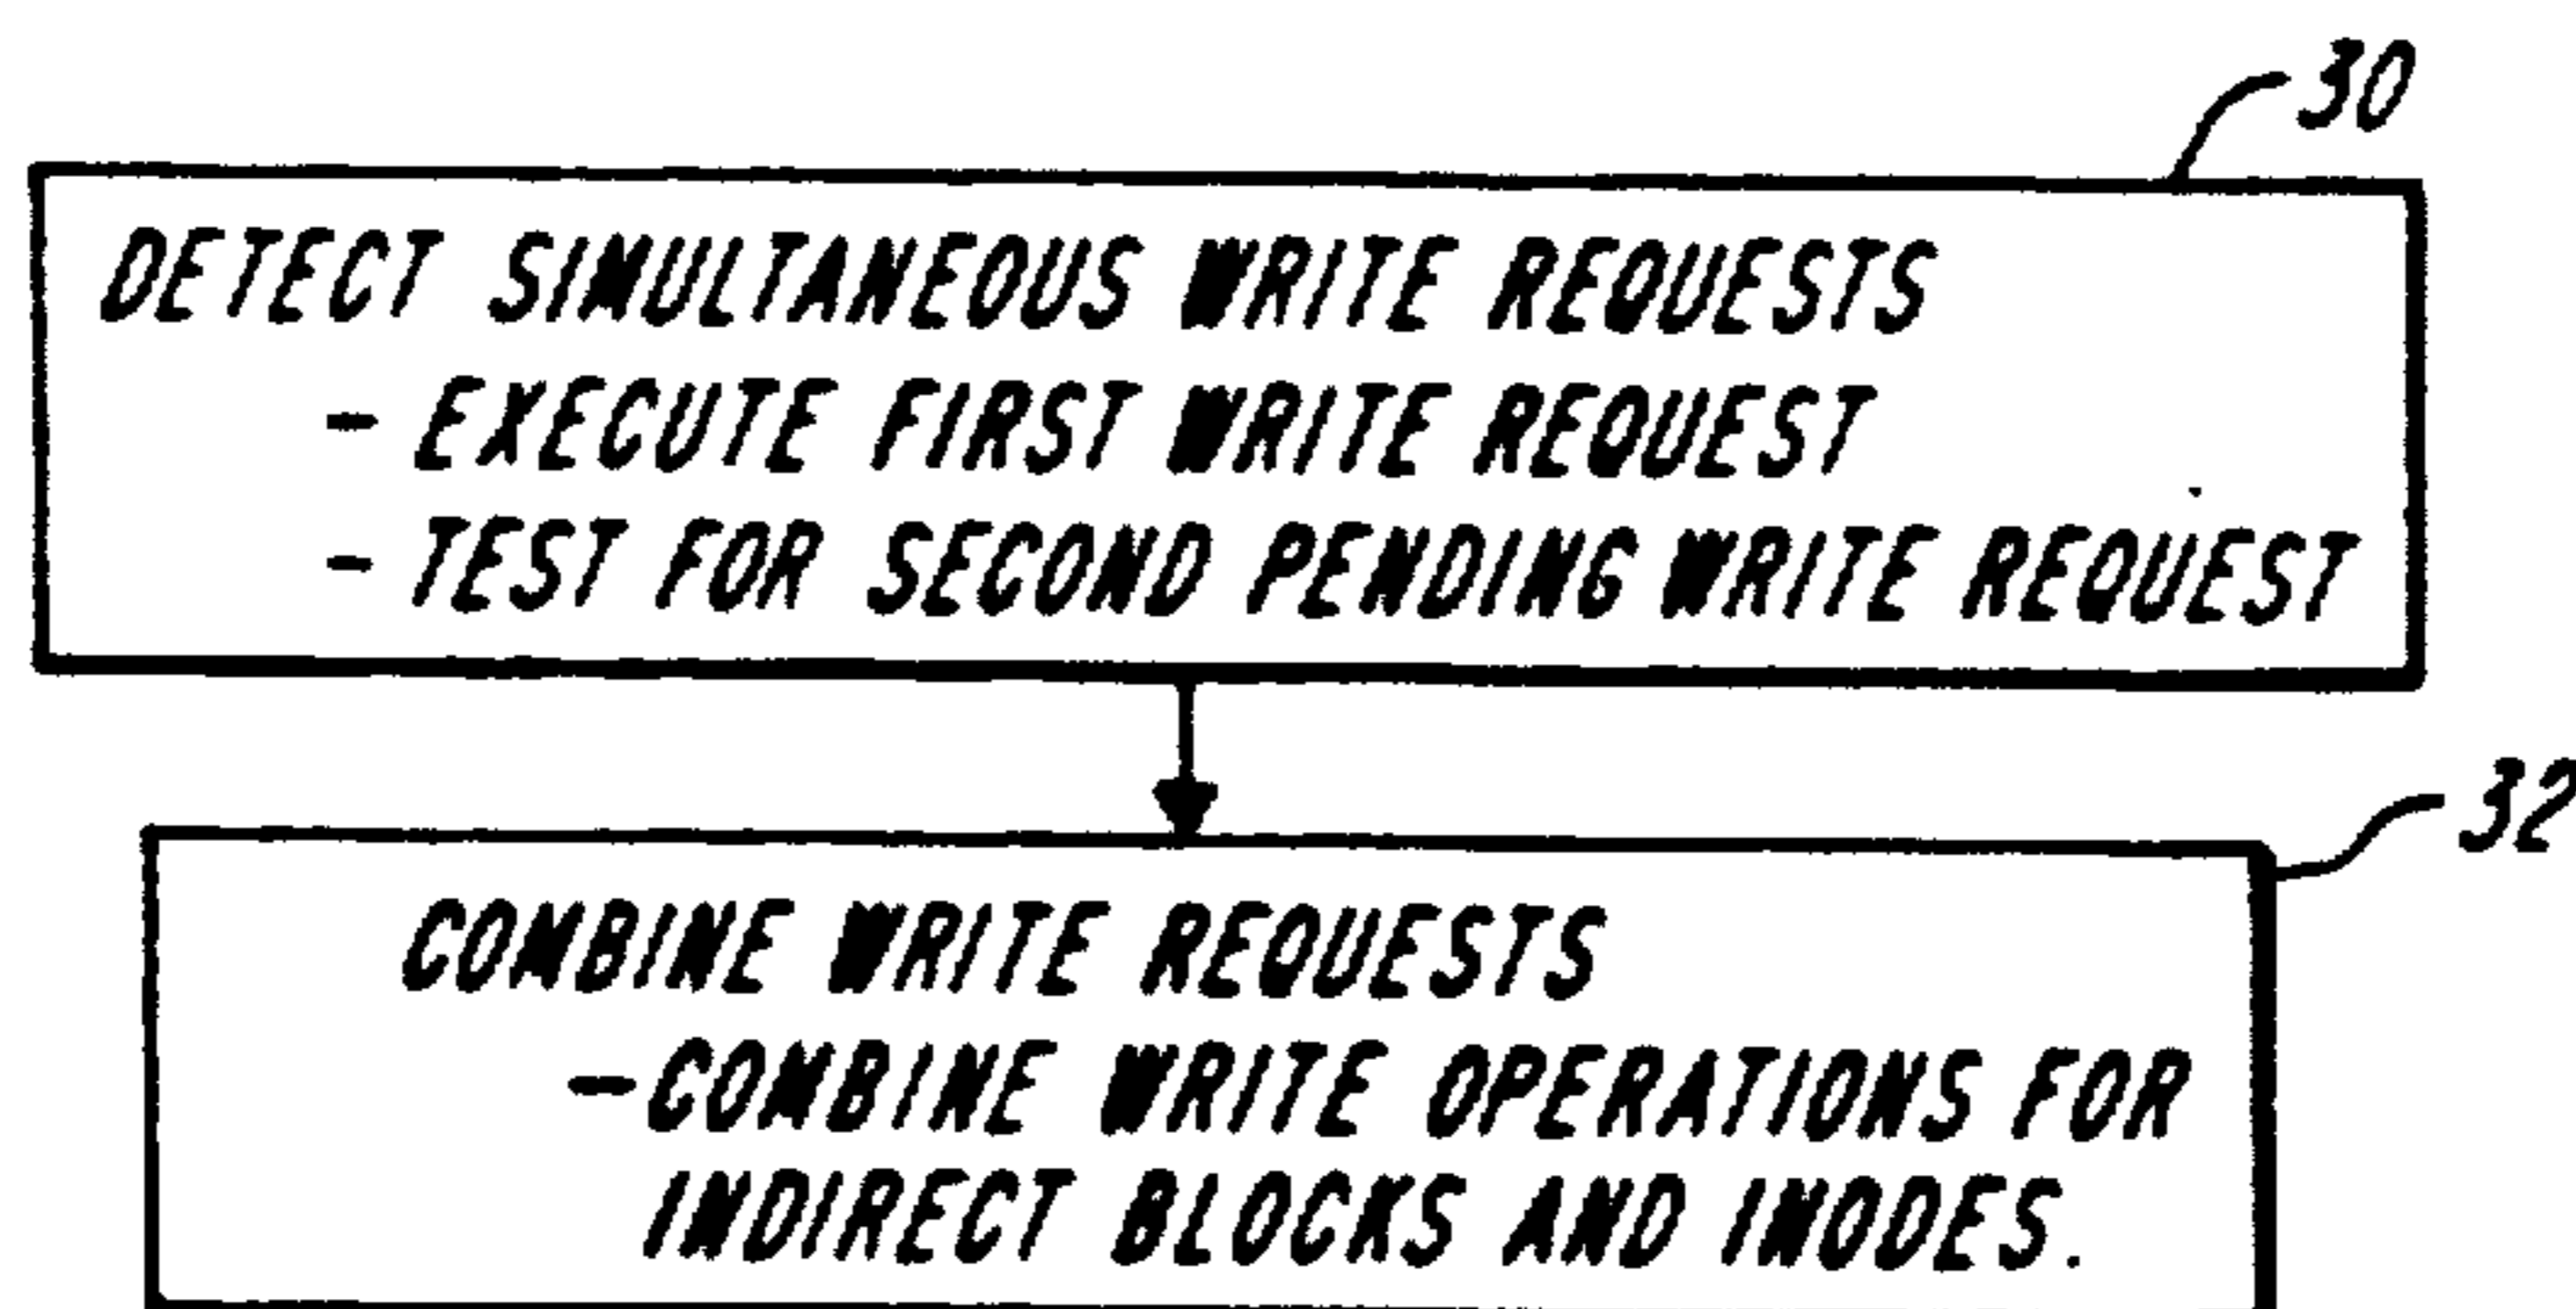 30
DETECT SIMULTANEOUS WRITE REQUESTS
- EXECUTE FIRST WRITE REQUEST
- TEST FOR SECOND PENDING WRITE REQUEST
32
COMBINE WRITE REQUESTS
-COMBINE WRITE OPERATIONS FOR
INDIRECT BLOCKS AND INODES.